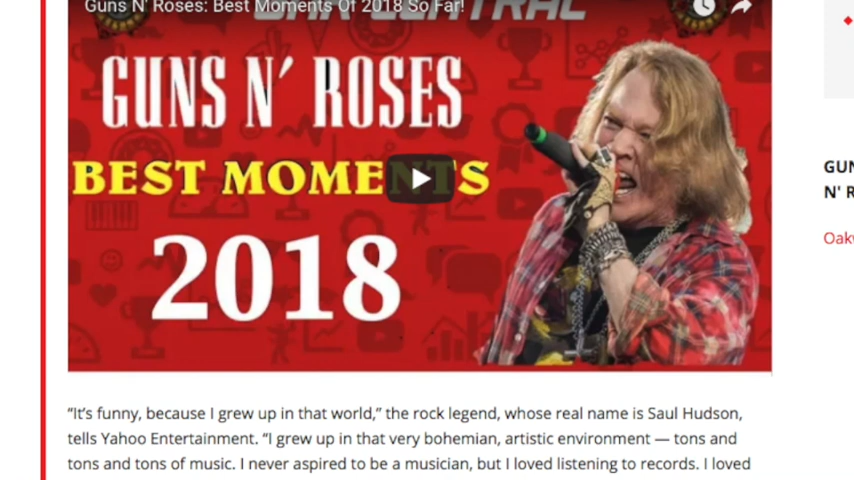 Guns N' Roses: Best Moments Of 2018 So Far!
CENTRAL
GUNS N' ROSES
BEST MOMENTS
2018
GUN
N' R
Oak
“It’s funny, because I grew up in that world,” the rock legend, whose real name is Saul Hudson,
tells Yahoo Entertainment. “I grew up in that very bohemian, artistic environment — tons and
tons and tons of music. I never aspired to be a musician, but I loved listening to records. I loved